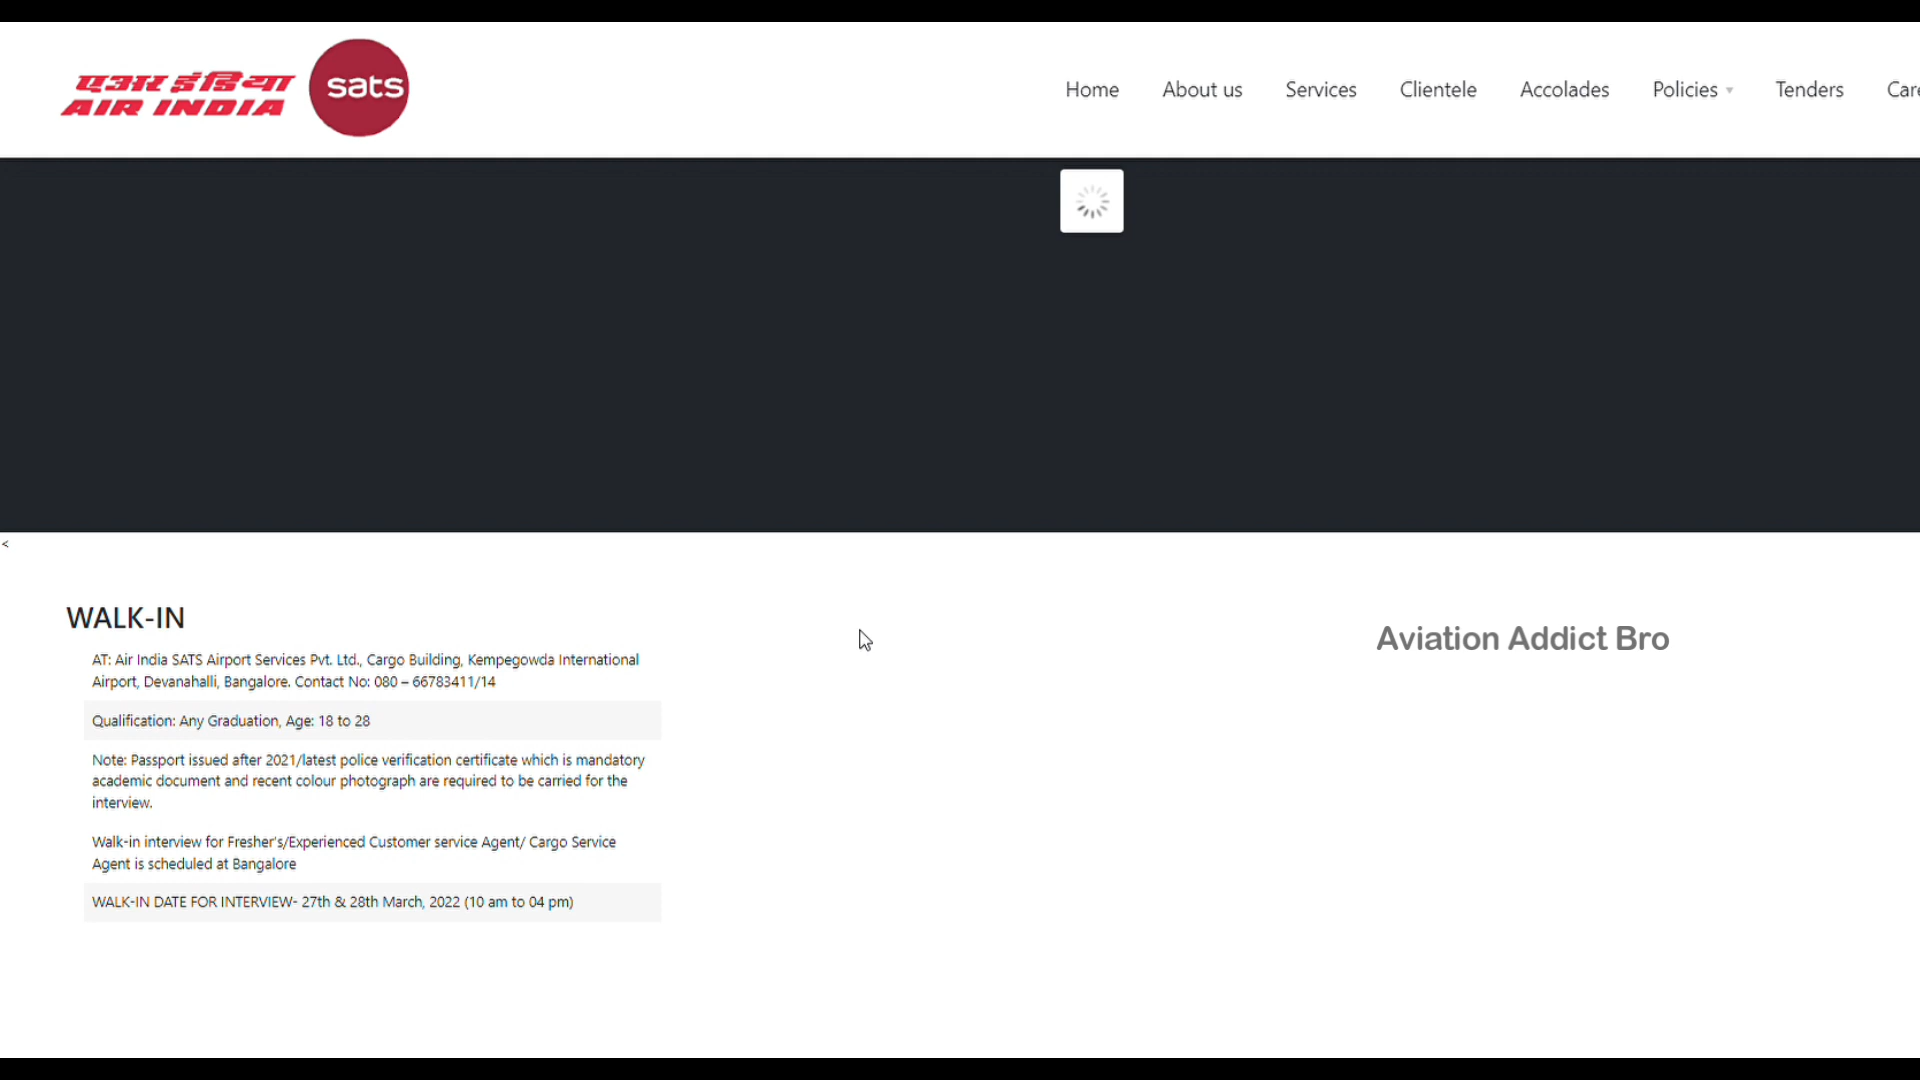 एअर इंडिया
AIR INDIA
sats
Home About us Services Clientele Accolades Policies Tenders Care
<
WALK-IN
AT: Air India SATS Airport Services Pvt. Ltd., Cargo Building, Kempegowda International
Airport, Devanahalli, Bangalore. Contact No: 080 – 66783411/14
Qualification: Any Graduation, Age: 18 to 28
Note: Passport issued after 2021/latest police verification certificate which is mandatory
academic document and recent colour photograph are required to be carried for the
interview.
Walk-in interview for Fresher's/Experienced Customer service Agent/ Cargo Service
Agent is scheduled at Bangalore
WALK-IN DATE FOR INTERVIEW- 27th & 28th March, 2022 (10 am to 04 pm)
Aviation Addict Bro